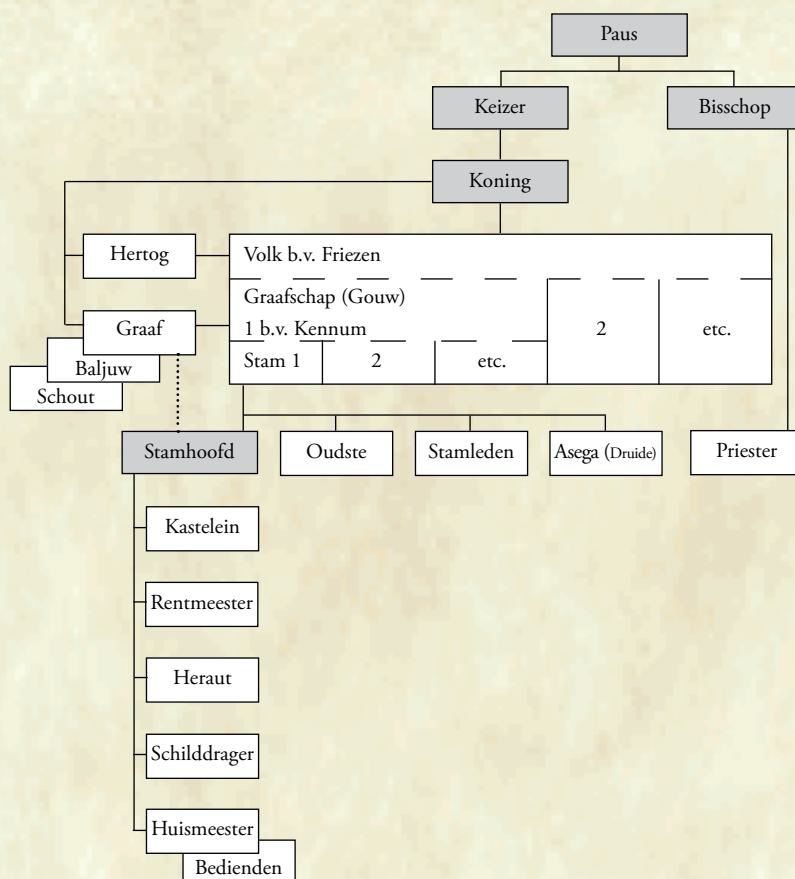 Paus
Keizer
Bisschop
Koning
Hertog
Volk b.v. Friezen
Graafschap (Gouw)
1 b.v. Kennum
2
etc.
Graaf
Baljuw
Schout
Stam 1
2
etc.
Stamhoofd
Oudste
Stamleden
Asega (Druide)
Priester
Kastelein
Rentmeester
Heraut
Schilddrager
Huismeester
Bedienden